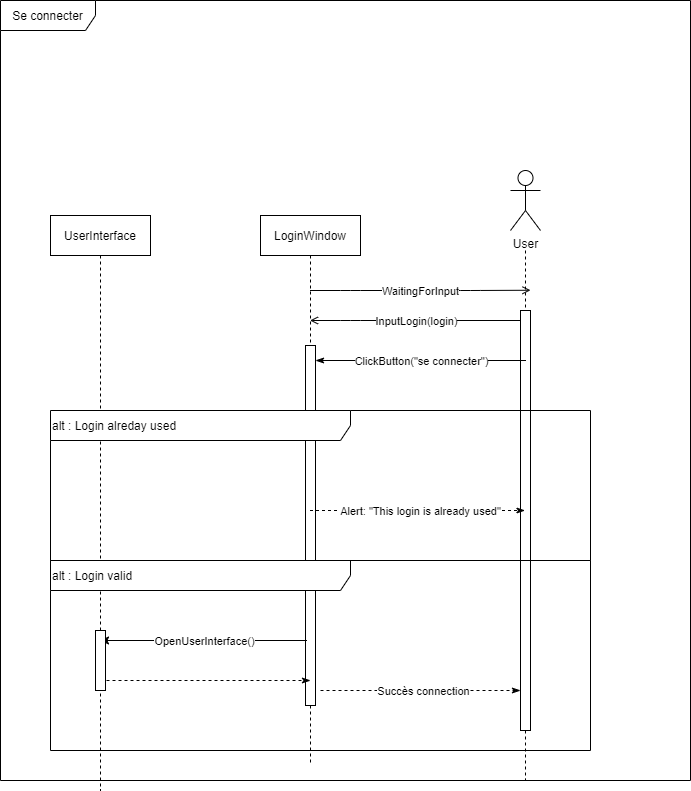 Se connecter
UserInterface
LoginWindow
User
WaitingForInput
InputLogin(login)
ClickButton("se connecter")
alt : Login alreday used
Alert: "This login is already used"
alt : Login valid
OpenUserInterface()
Succès connection